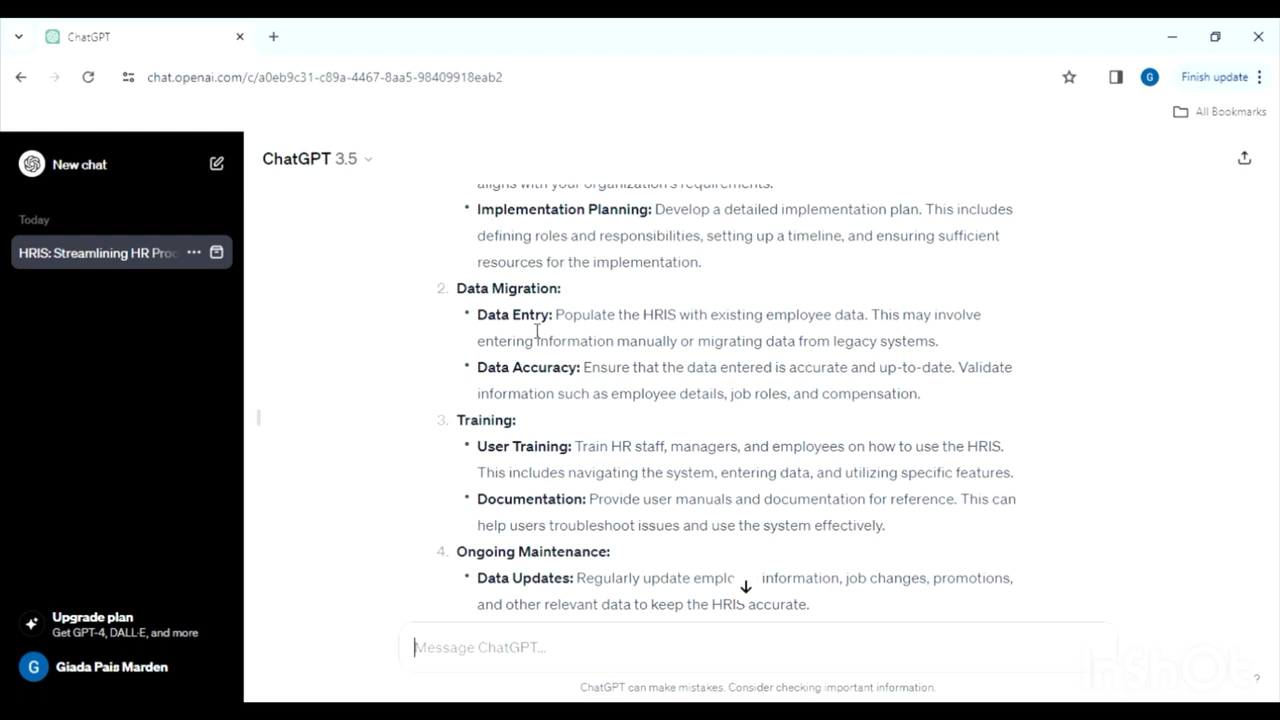 ChatGPT
chat.openai.com/c/a0eb9c31-c89a-4467-8aa5-98409918eab2
G
Finish update
All Bookmarks
New chat
Today
HRIS: Streamlining HR Proc
Upgrade plan
Get GPT-4, DALL·E, and more
G
Giada Pais Marden
ChatGPT 3.5
aligns with your organization's requirements.
• Implementation Planning: Develop a detailed implementation plan. This includes
defining roles and responsibilities, setting up a timeline, and ensuring sufficient
resources for the implementation.
2. Data Migration:
• Data Entry: Populate the HRIS with existing employee data. This may involve
entering information manually or migrating data from legacy systems.
• Data Accuracy: Ensure that the data entered is accurate and up-to-date. Validate
information such as employee details, job roles, and compensation.
3. Training:
• User Training: Train HR staff, managers, and employees on how to use the HRIS.
This includes navigating the system, entering data, and utilizing specific features.
• Documentation: Provide user manuals and documentation for reference. This can
help users troubleshoot issues and use the system effectively.
4. Ongoing Maintenance:
• Data Updates: Regularly update emplo information, job changes, promotions,
and other relevant data to keep the HRIS accurate.
Message ChatGPT...
ChatGPT can make mistakes. Consider checking important information.
?
InShOt